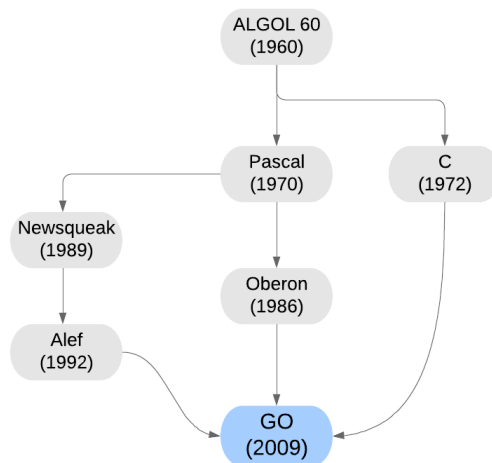 ALGOL 60
(1960)
Pascal
(1970)
C
(1972)
Newsqueak
(1989)
Oberon
(1986)
Alef
(1992)
GO
(2009)